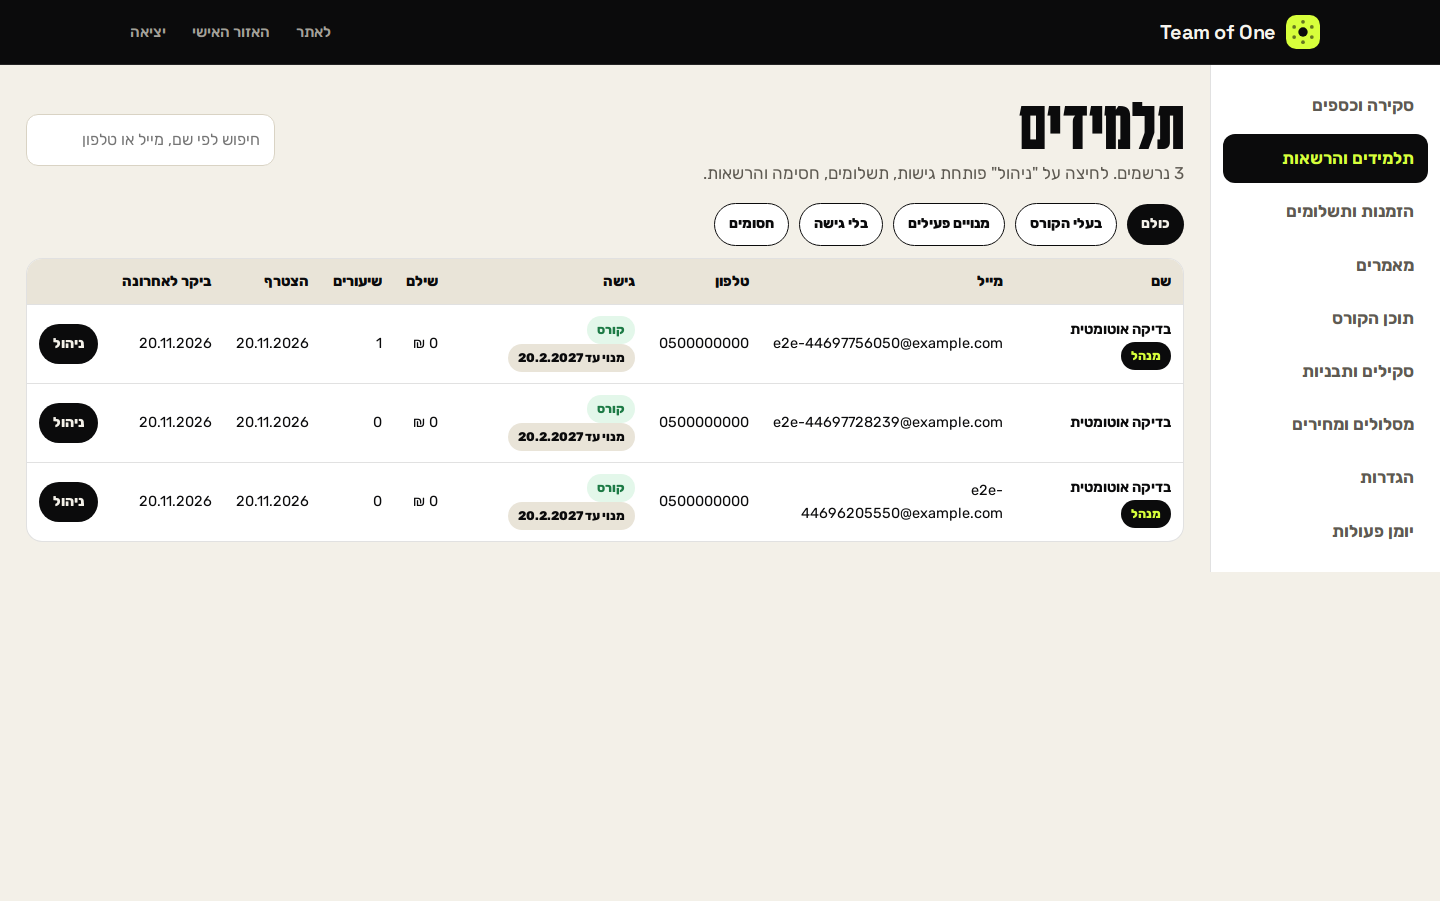 Team of One
לאתר האזור האישי יציאה
סקירה וכספים
תלמידים והרשאות
הזמנות ותשלומים
מאמרים
תוכן הקורס
סקילים ותבניות
מסלולים ומחירים
הגדרות
יומן פעולות
תלמידים
3 נרשמים. לחיצה על "ניהול" פותחת גישות, תשלומים, חסימה והרשאות.
חיפוש לפי שם, מייל או טלפון
כולם בעלי הקורס מנויים פעילים בלי גישה חסומים
שם מייל טלפון גישה שילם שיעורים הצטרף ביקר לאחרונה
בדיקה אוטומטית
מנהל
e2e-44697756050@example.com
0500000000
קורס
מנוי עד 20.2.2027
0 ₪
1
20.11.2026
20.11.2026
ניהול
בדיקה אוטומטית
e2e-44697728239@example.com
0500000000
קורס
מנוי עד 20.2.2027
0 ₪
0
20.11.2026
20.11.2026
ניהול
בדיקה אוטומטית
מנהל
e2e-
44696205550@example.com
0500000000
קורס
מנוי עד 20.2.2027
0 ₪
0
20.11.2026
20.11.2026
ניהול